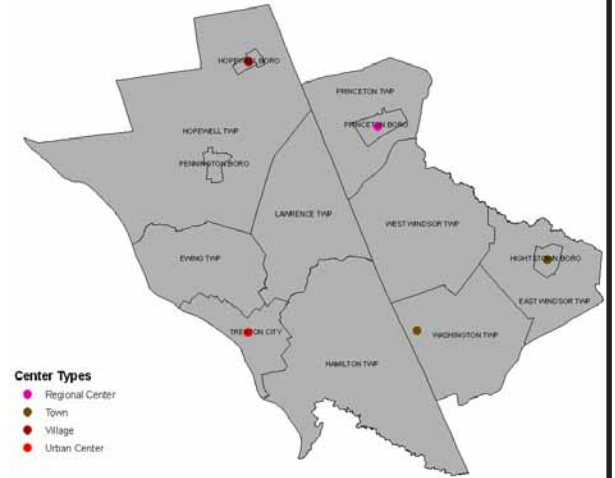 HOPEWELL BORO
PRINCETON TWP
PRINCETON BORO
HOPEWELL TWP
PENNINGTON BORO
LAWRENCE TWP
WEST WINDSOR TWP
EWING TWP
HIGHTSTOWN BORO
EAST WINDSOR TWP
TRENTON CITY
WASHINGTON TWP
HAMILTON TWP
Center Types
Regional Center
Town
Village
Urban Center